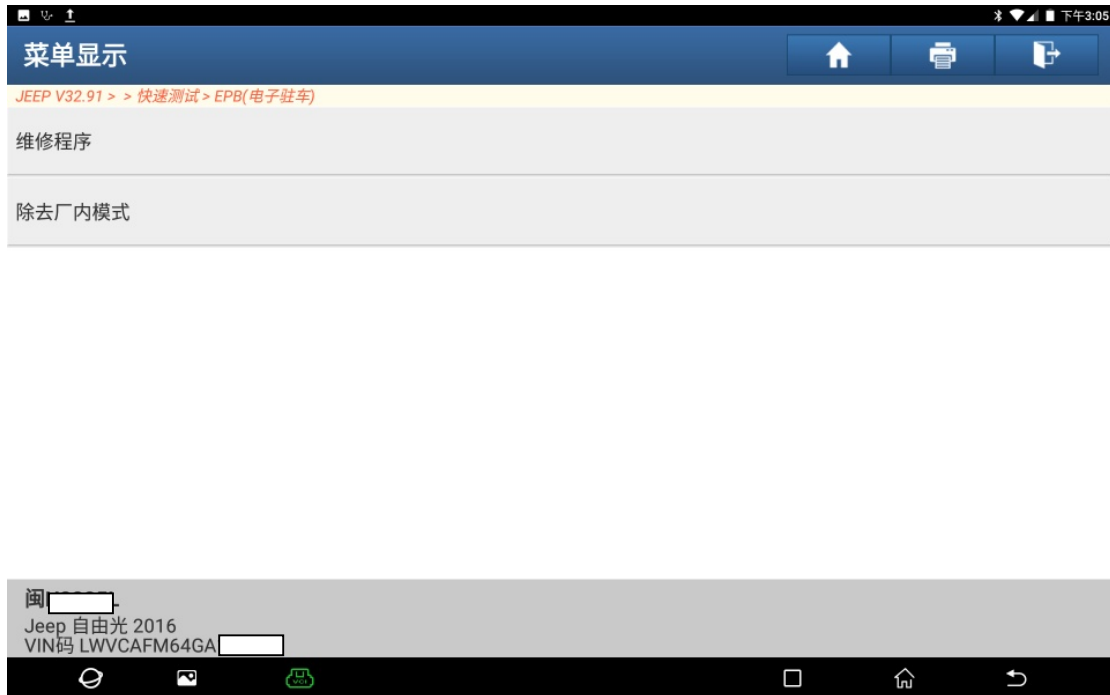 下午3:05
菜单显示
JEEP V32.91 > > 快速测试 > EPB(电子驻车)
维修程序
除去厂内模式
闽
Jeep 自由光 2016
VIN码 LWVCAFM64GA
VCI